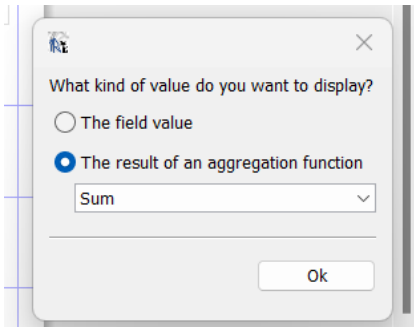 What kind of value do you want to display?
The field value
The result of an aggregation function
Sum
Ok